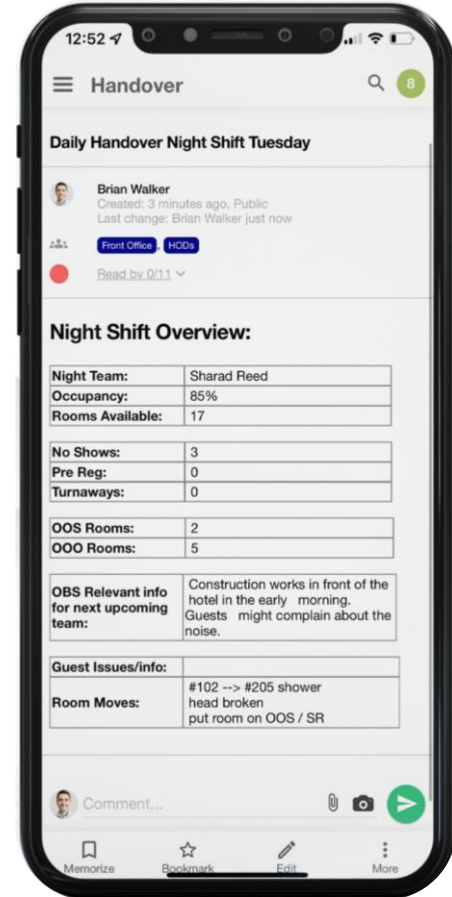 12:52
Handover
8
Daily Handover Night Shift Tuesday
Brian Walker
Created: 3 minutes ago, Public
Last change: Brian Walker just now
Front Office, HODs
Read by 0/11
Night Shift Overview:
Night Team: Sharad Reed
Occupancy: 85%
Rooms Available: 17
No Shows: 3
Pre Reg: 0
Turnaways: 0
OOS Rooms: 2
OOO Rooms: 5
OBS Relevant info
for next upcoming
team:
Construction works in front of the
hotel in the early morning.
Guests might complain about the
noise.
Guest Issues/info:
Room Moves:
#102 --> #205 shower
head broken
put room on OOS / SR
Comment...
Memorize Bookmark Edit More